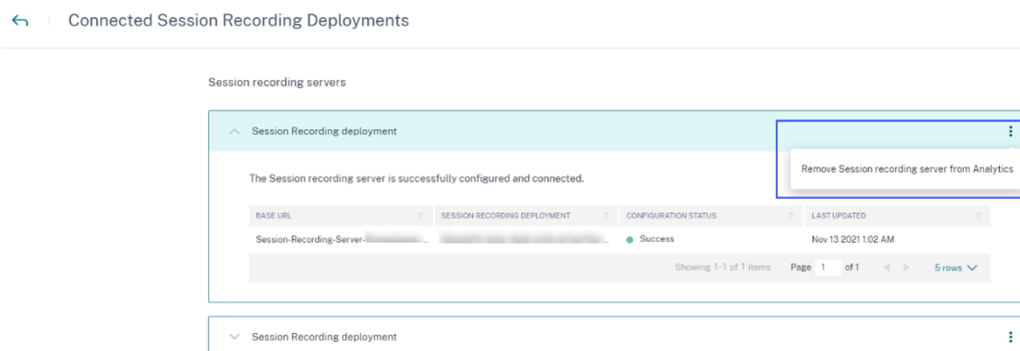 Connected Session Recording Deployments
Session recording servers
Session Recording deployment
Remove Session recording server from Analytics
The Session recording server is successfully configured and connected.
BASE URL SESSION RECORDING DEPLOYMENT CONFIGURATION STATUS LAST UPDATED
Session-Recording-Server- Success Nov 13 2021 1:02 AM
Showing 1-1 of 1 items Page 1 of 1 5 rows
Session Recording deployment